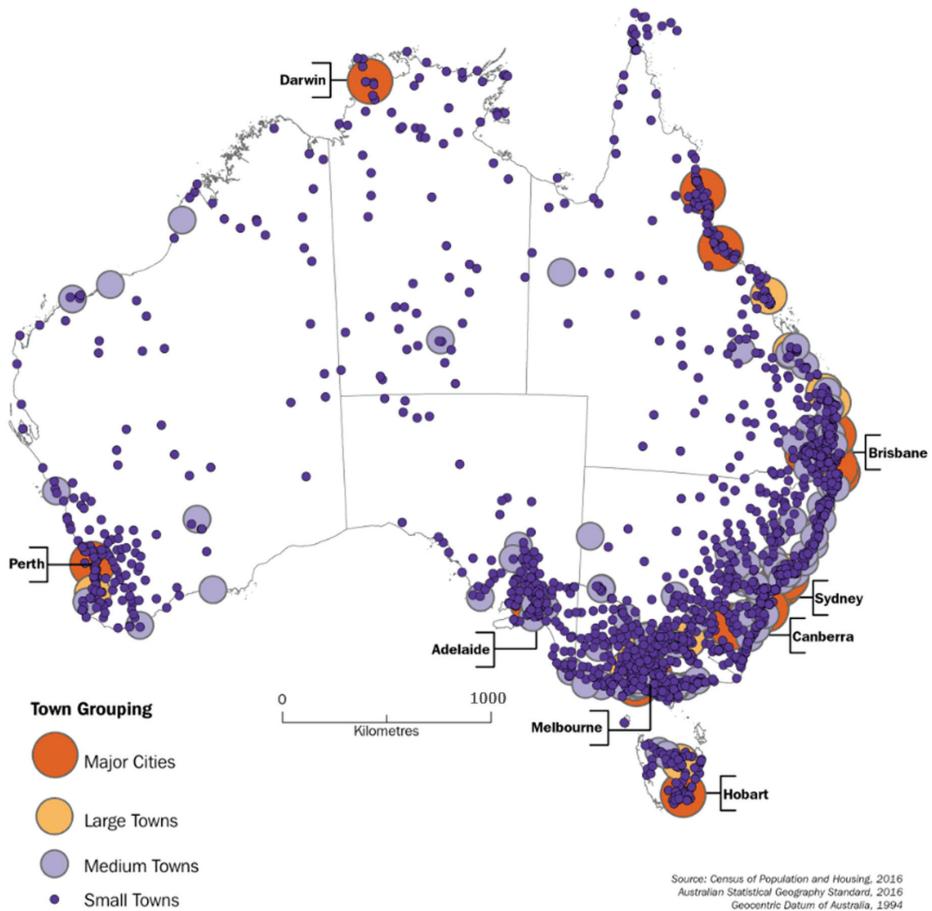 Darwin
Brisbane
Perth
Sydney
Canberra
Adelaide
0 1000
Kilometres
Melbourne
Hobart
Town Grouping
Major Cities
Large Towns
Medium Towns
Small Towns
Source: Census of Population and Housing, 2016
Australian Statistical Geography Standard, 2016
Geocentric Datum of Australia, 1994